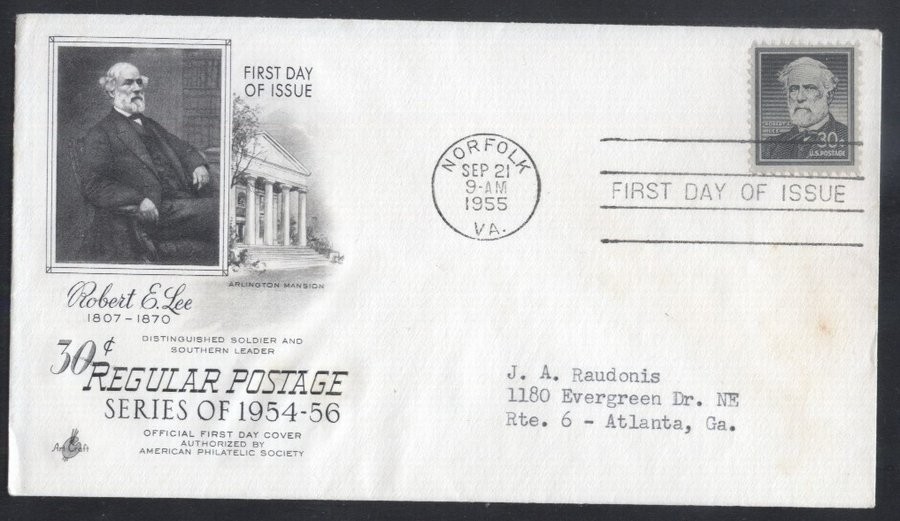 FIRST DAY
OF ISSUE
ARLINGTON MANSION
Robert E. Lee
1807-1870
DISTINGUISHED SOLDIER AND
SOUTHERN LEADER
30¢
REGULAR POSTAGE
SERIES OF 1954-56
OFFICIAL FIRST DAY COVER
AUTHORIZED BY
AMERICAN PHILATELIC SOCIETY
ArtCraft
NORFOLK
SEP 21
9-AM
1955
VA.
30¢
U.S. POSTAGE
FIRST DAY OF ISSUE
J. A. Raudonis
1180 Evergreen Dr. NE
Rte. 6 - Atlanta, Ga.